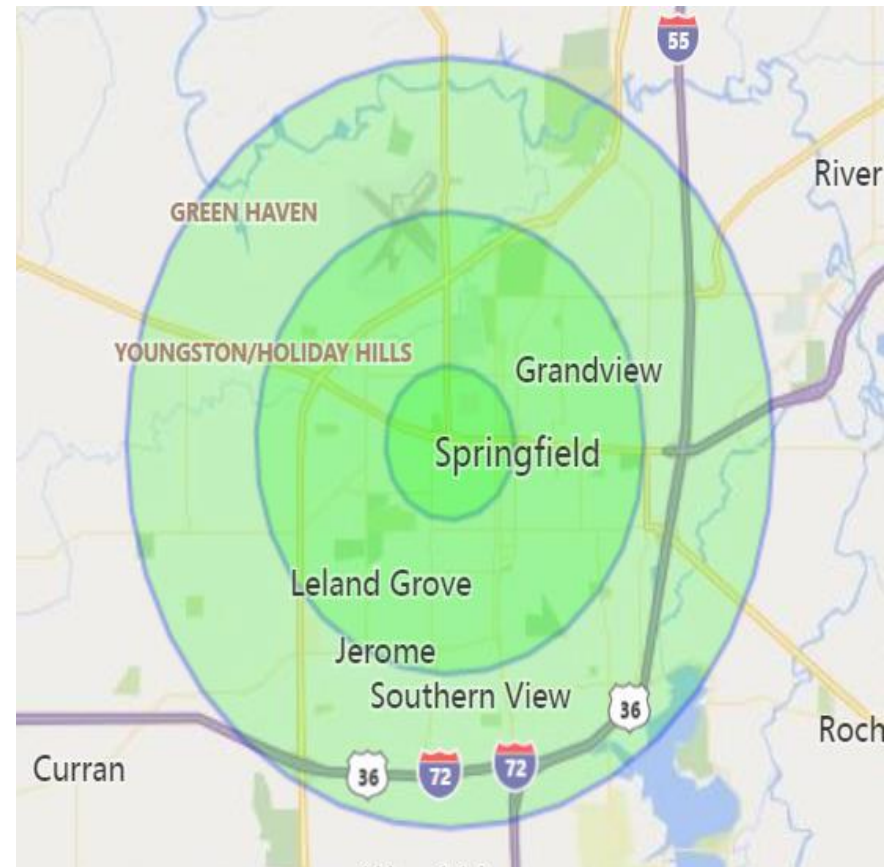 55
River
GREEN HAVEN
YOUNGSTON/HOLIDAY HILLS
Grandview
Springfield
Leland Grove
Jerome
Southern View
36
Roch
Curran
36
72
72